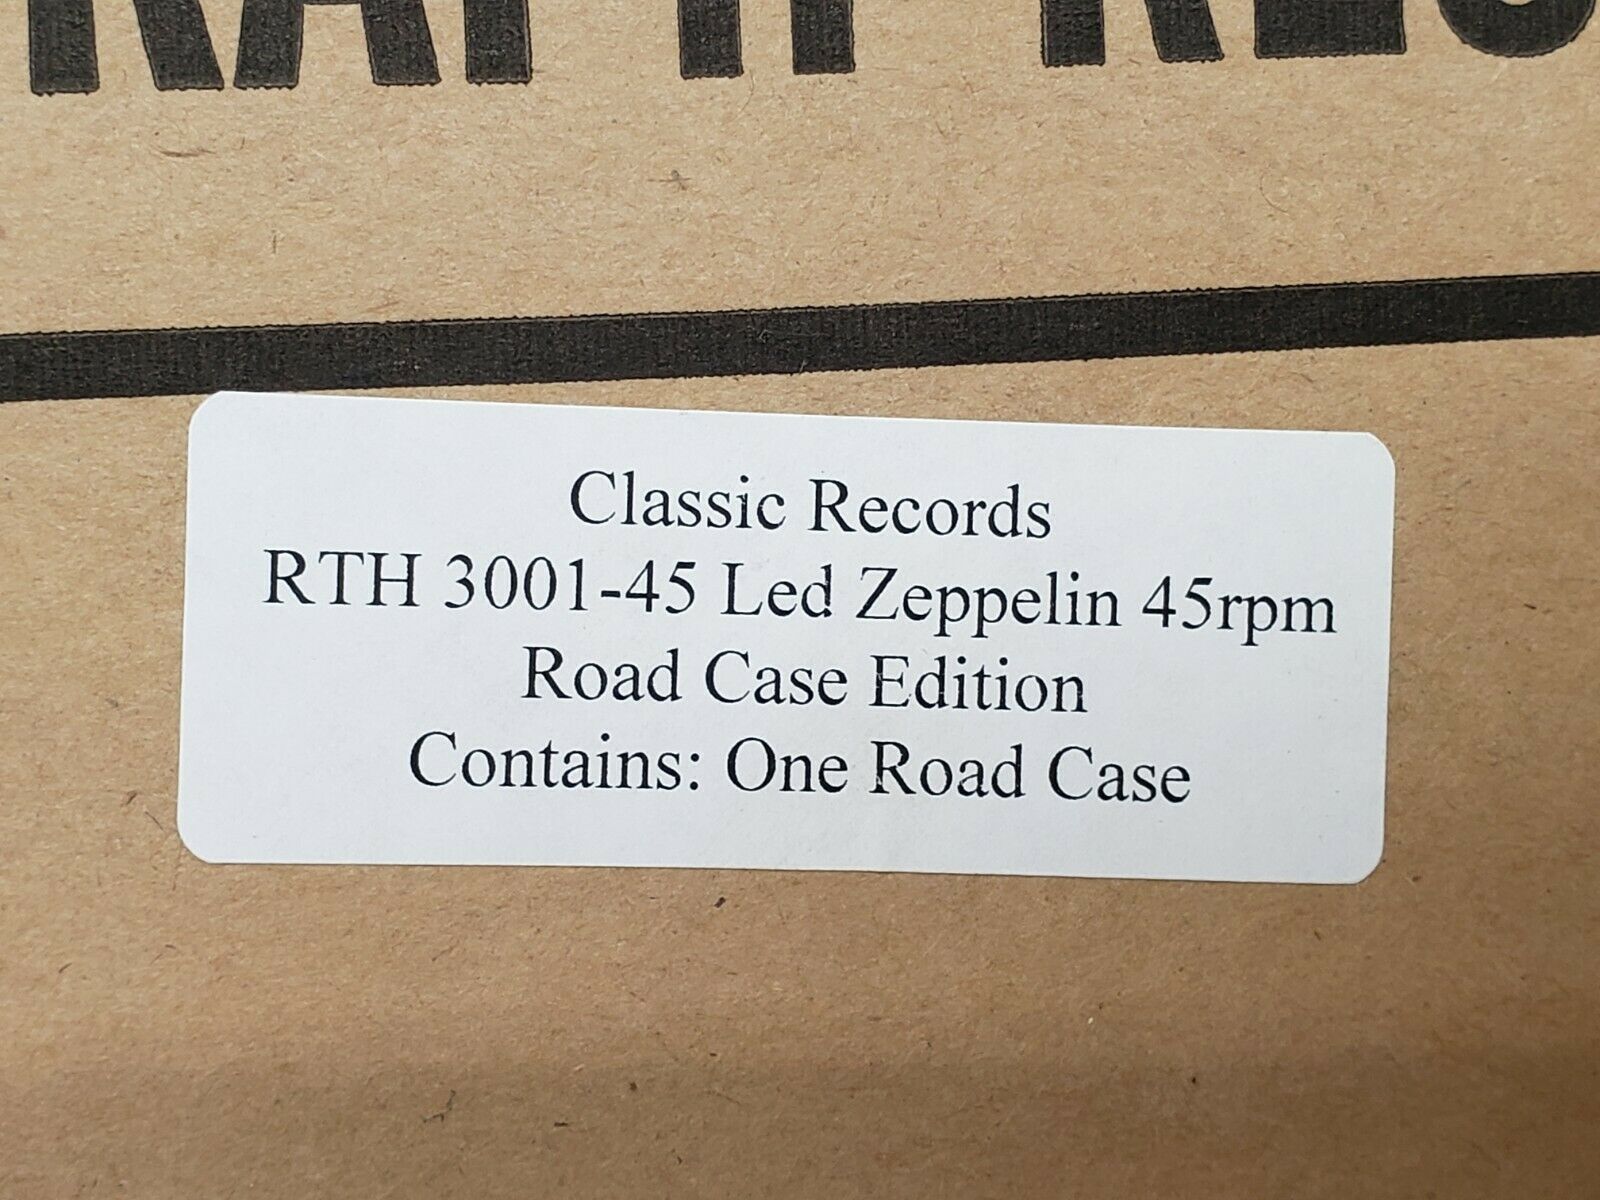 Classic Records
RTH 3001-45 Led Zeppelin 45rpm
Road Case Edition
Contains: One Road Case